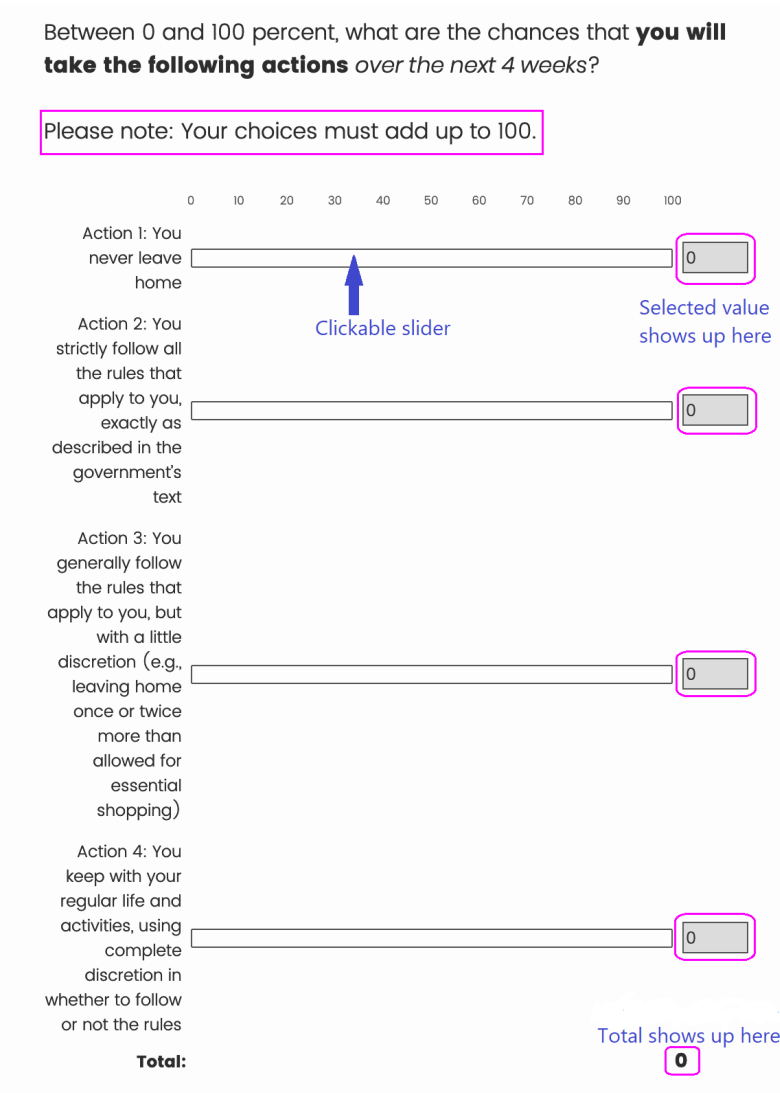 Between 0 and 100 percent, what are the chances that you will
take the following actions over the next 4 weeks?
Please note: Your choices must add up to 100.
0 10 20 30 40 50 60 70 80 90 100
Action 1: You
never leave
home
0
Clickable slider
Selected value
shows up here
Action 2: You
strictly follow all
the rules that
apply to you,
exactly as
described in the
government's
text
0
Action 3: You
generally follow
the rules that
apply to you, but
with a little
discretion (e.g.,
leaving home
once or twice
more than
allowed for
essential
shopping)
0
Action 4: You
keep with your
regular life and
activities, using
complete
discretion in
whether to follow
or not the rules
0
Total shows up here
Total: 0